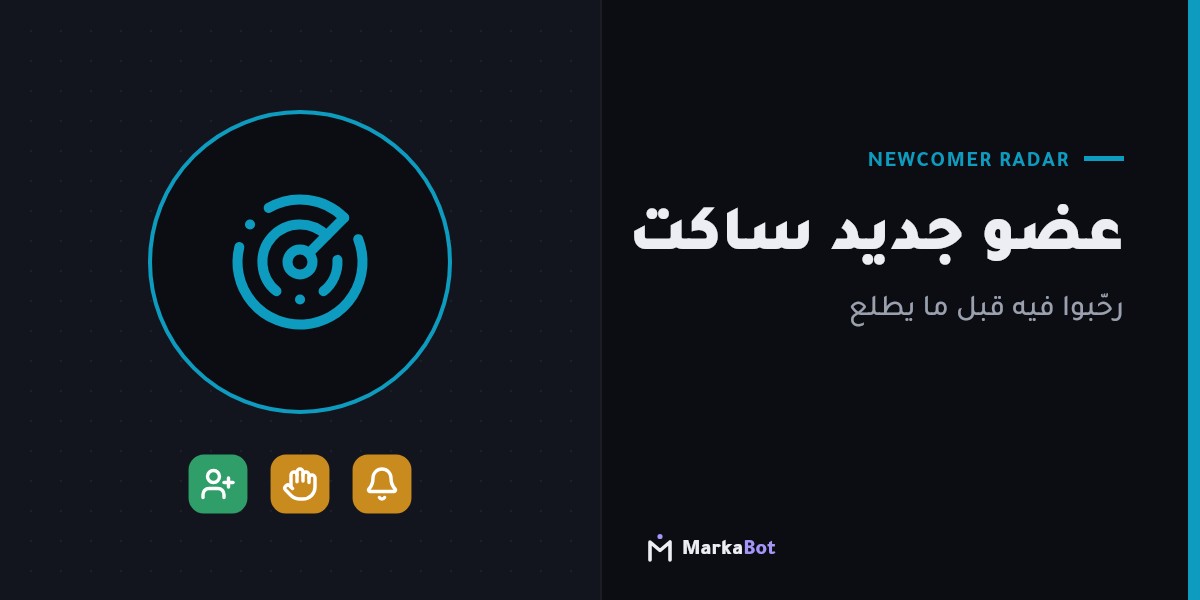 NEWCOMER RADAR
عضو جديد ساكت
رحّبوا فيه قبل ما يطلع
MarkaBot